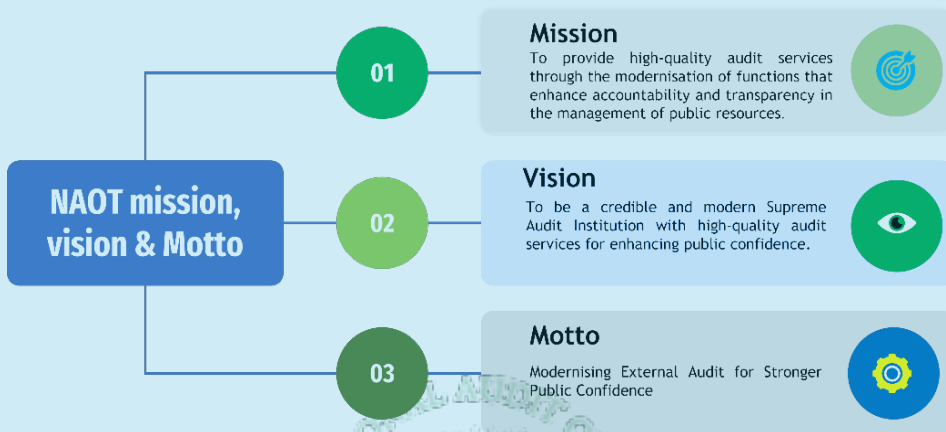 Mission
01
To provide high-quality audit services
through the modernisation of functions that
enhance accountability and transparency in
the management of public resources.
NAOT mission,
vision & Motto
02
Vision
To be a credible and modern Supreme
Audit Institution with high-quality audit
services for enhancing public confidence.
03
Motto
Modernising External Audit for Stronger
Public Confidence